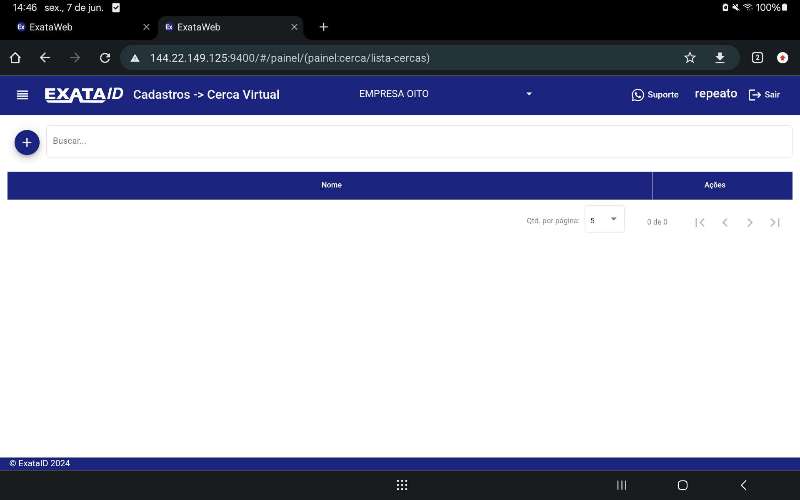 14:46 sex., 7 de jun. 100%
Ex ExataWeb
Ex ExataWeb
144.22.149.125:9400/#/painel/(painel:cerca/lista-cercas) 2
EXATAID Cadastros -> Cerca Virtual EMPRESA OITO Suporte repeato Sair
Buscar...
Nome Ações
Qtd. por página: 5 0 de 0
© ExataID 2024